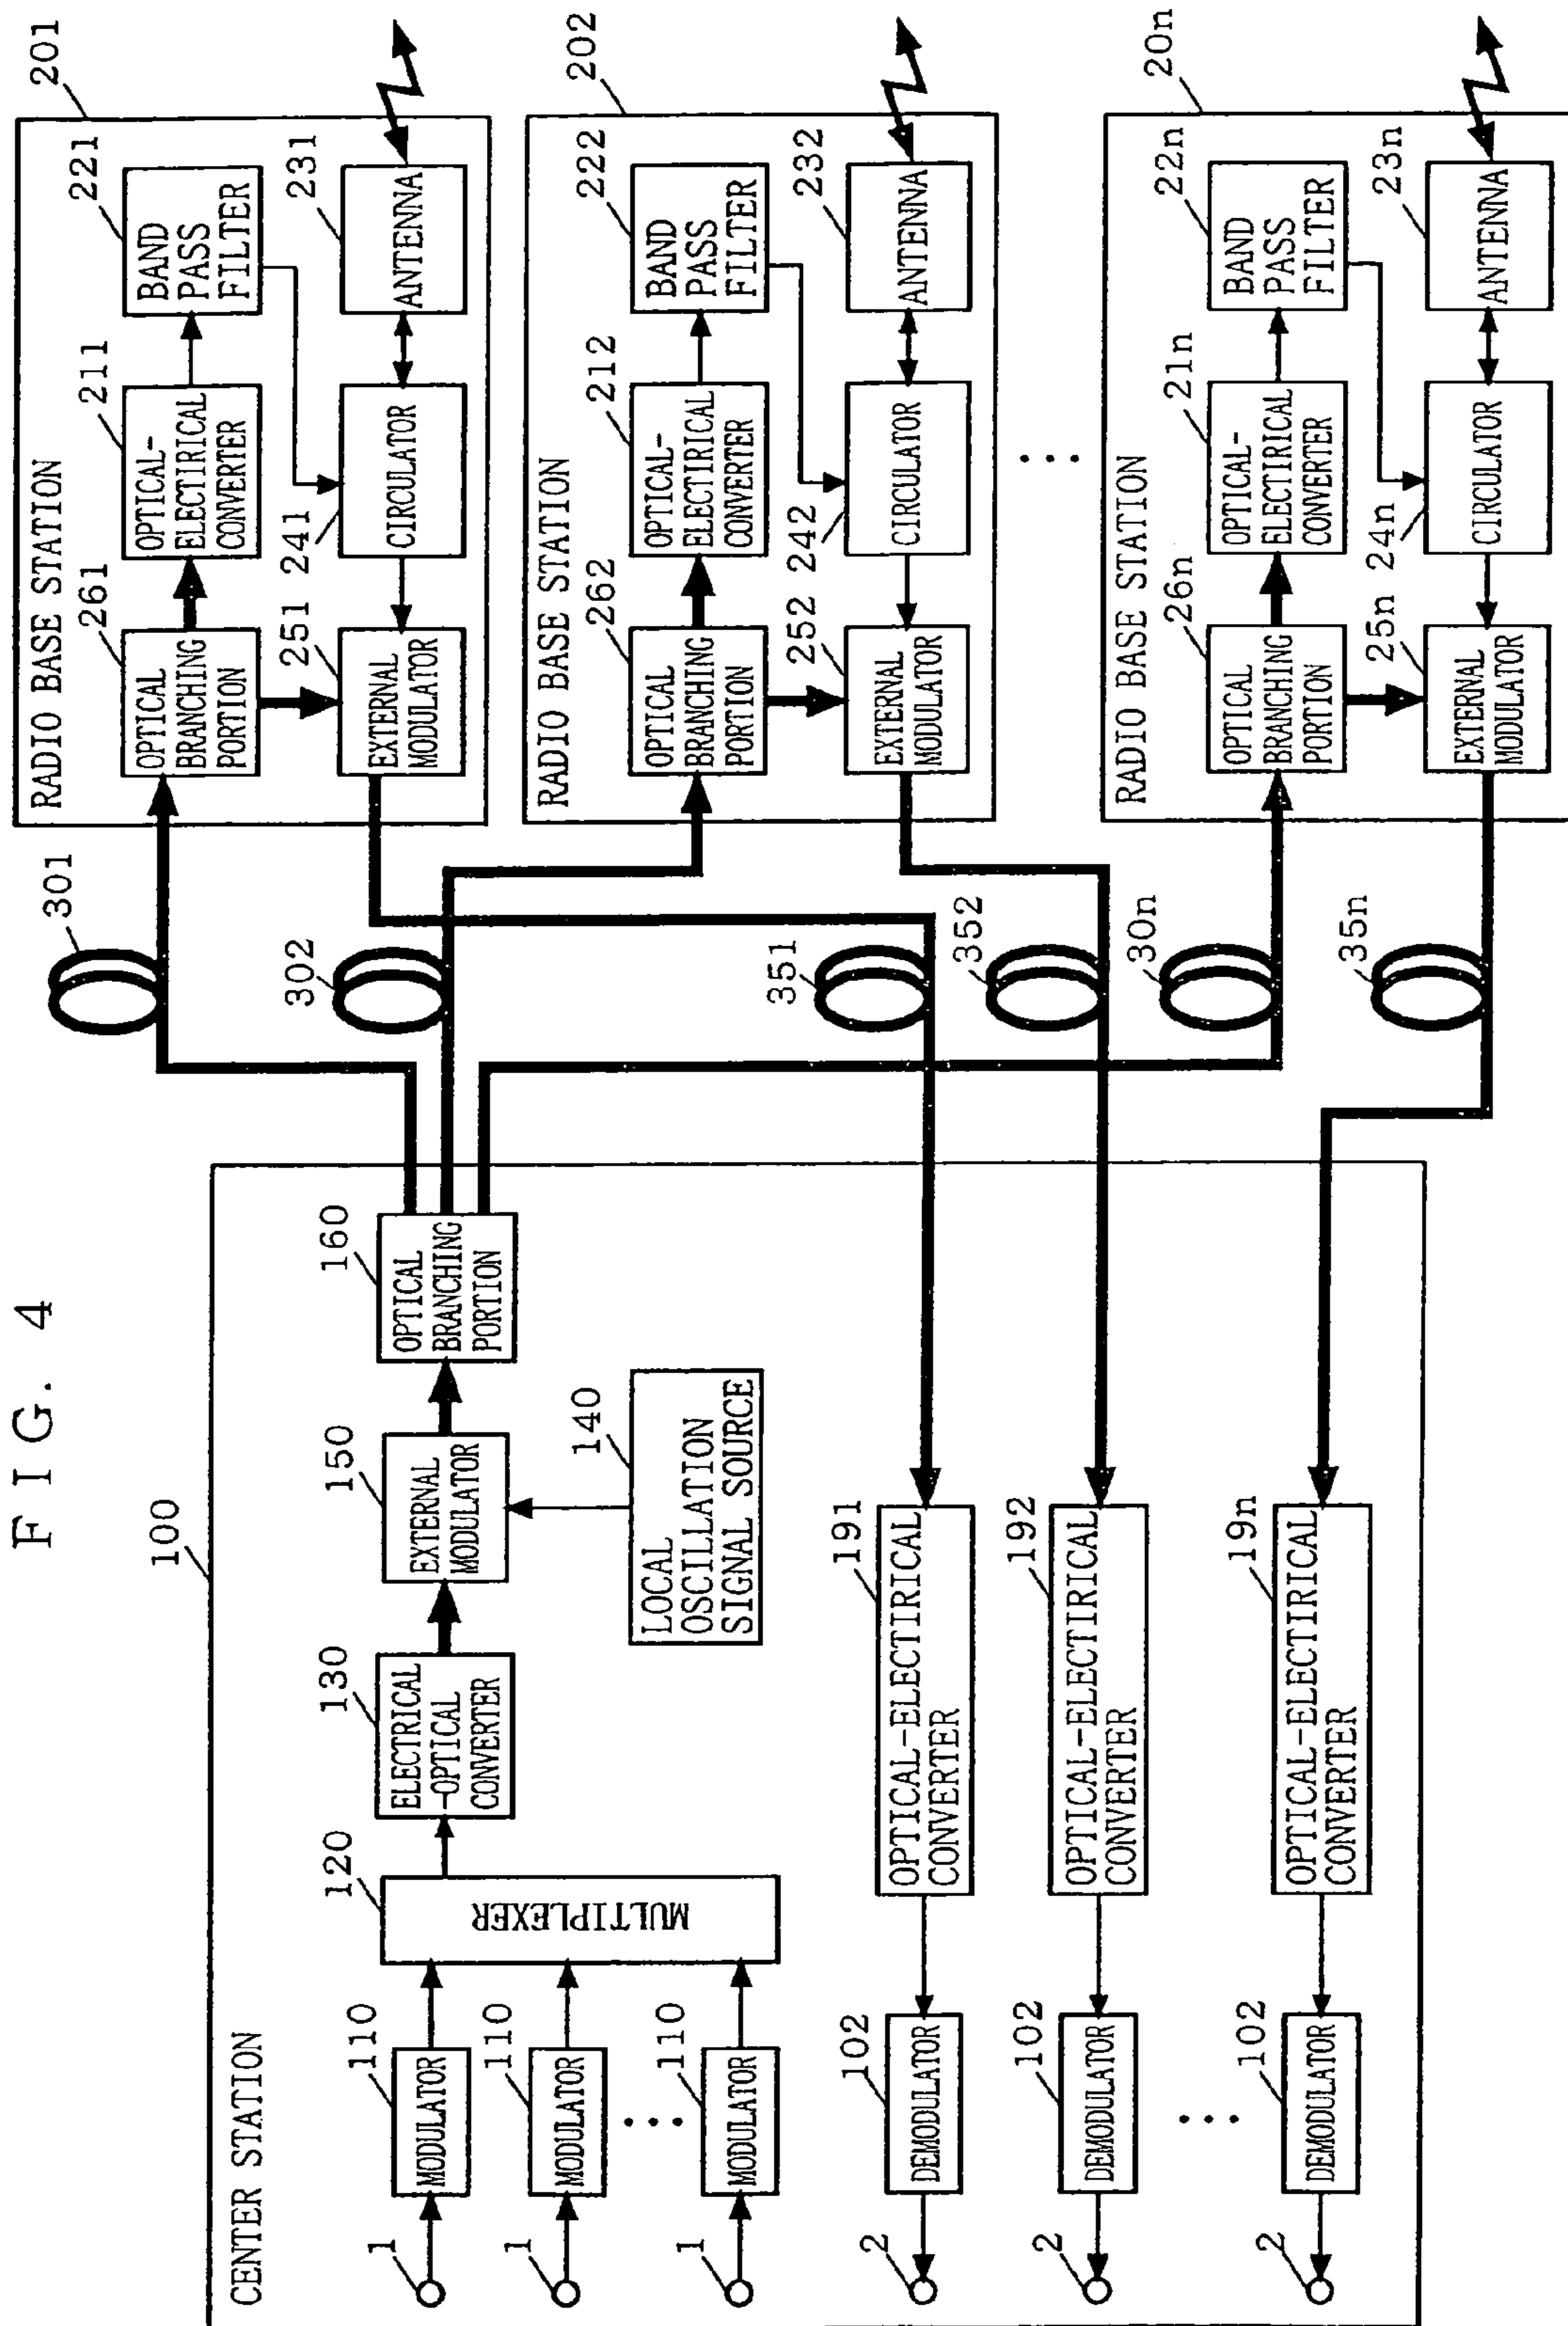 FIG. 4
100
CENTER STATION
1
110
MODULATOR
1
110
MODULATOR
...
1
110
MODULATOR
120
MULTIPLEXER
130
ELECTRICAL
-OPTICAL
CONVERTER
150
EXTERNAL
MODULATOR
140
LOCAL
OSCILLATION
SIGNAL SOURCE
160
OPTICAL
BRANCHING
PORTION
2
102
DEMODULATOR
191
OPTICAL-ELECTIRICAL
CONVERTER
2
102
DEMODULATOR
192
OPTICAL-ELECTIRICAL
CONVERTER
...
2
102
DEMODULATOR
19n
OPTICAL-ELECTIRICAL
CONVERTER
301
302
351
352
30n
35n
201
RADIO BASE STATION
261
OPTICAL
BRANCHING
PORTION
211
OPTICAL-
ELECTIRICAL
CONVERTER
221
BAND
PASS
FILTER
251
EXTERNAL
MODULATOR
241
CIRCULATOR
231
ANTENNA
202
RADIO BASE STATION
262
OPTICAL
BRANCHING
PORTION
212
OPTICAL-
ELECTRICAL
CONVERTER
222
BAND
PASS
FILTER
252
EXTERNAL
MODULATOR
242
CIRCULATOR
232
ANTENNA
...
20n
RADIO BASE STATION
26n
OPTICAL
BRANCHING
PORTION
21n
OPTICAL-
ELECTRICAL
CONVERTER
22n
BAND
PASS
FILTER
25n
EXTERNAL
MODULATOR
24n
CIRCULATOR
23n
ANTENNA